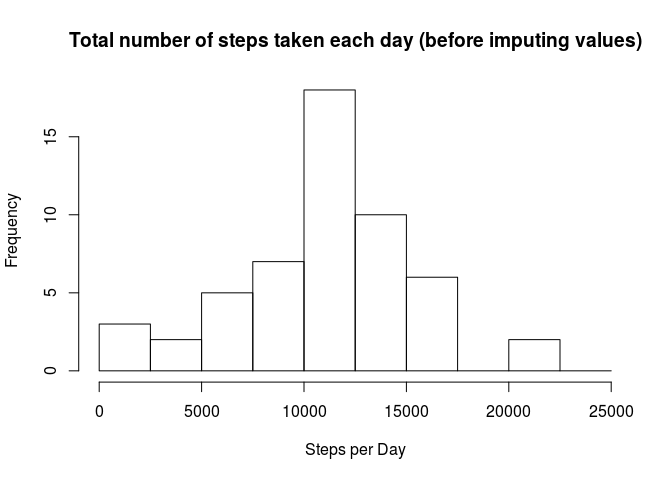 Total number of steps taken each day (before imputing values)
15
10
5
0
Frequency
0 5000 10000 15000 20000 25000
Steps per Day